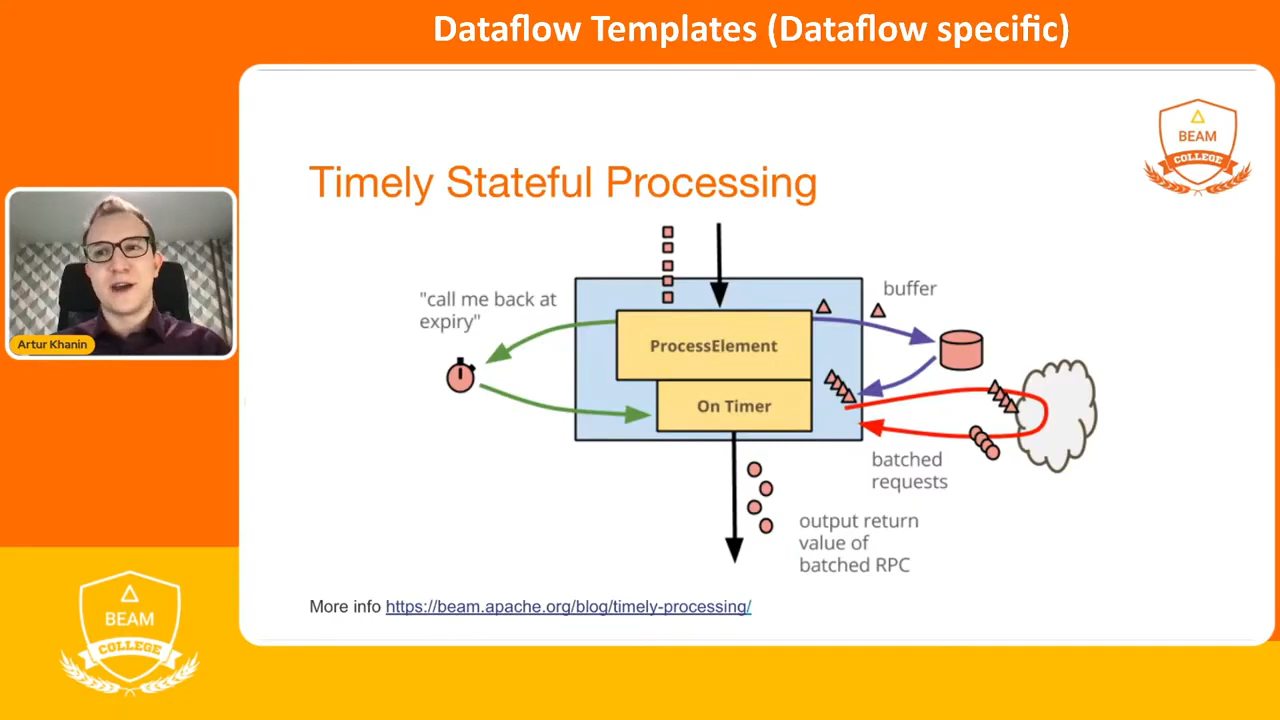 Dataflow Templates (Dataflow specific)
BEAM
COLLEGE
Timely Stateful Processing
"call me back at
expiry"
buffer
ProcessElement
On Timer
batched
requests
output return
value of
batched RPC
Artur Khanin
More info https://beam.apache.org/blog/timely-processing/
BEAM
COLLEGE